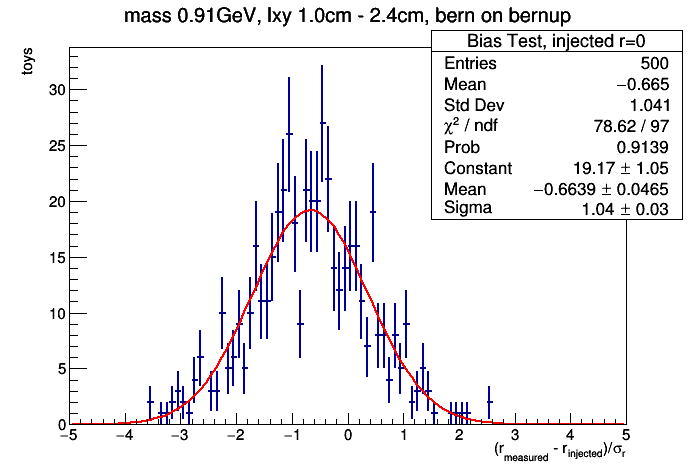 mass 0.91GeV, lxy 1.0cm - 2.4cm, bern on bernup
toys
Bias Test, injected r=0
Entries 500
Mean −0.665
Std Dev 1.041
χ² / ndf 78.62 / 97
Prob 0.9139
Constant 19.17 ± 1.05
Mean −0.6639 ± 0.0465
Sigma 1.04 ± 0.03
30
25
20
15
10
5
0
−5 −4 −3 −2 −1 0 1 2 3 4 5
(r_measured - r_injected)/σ_r